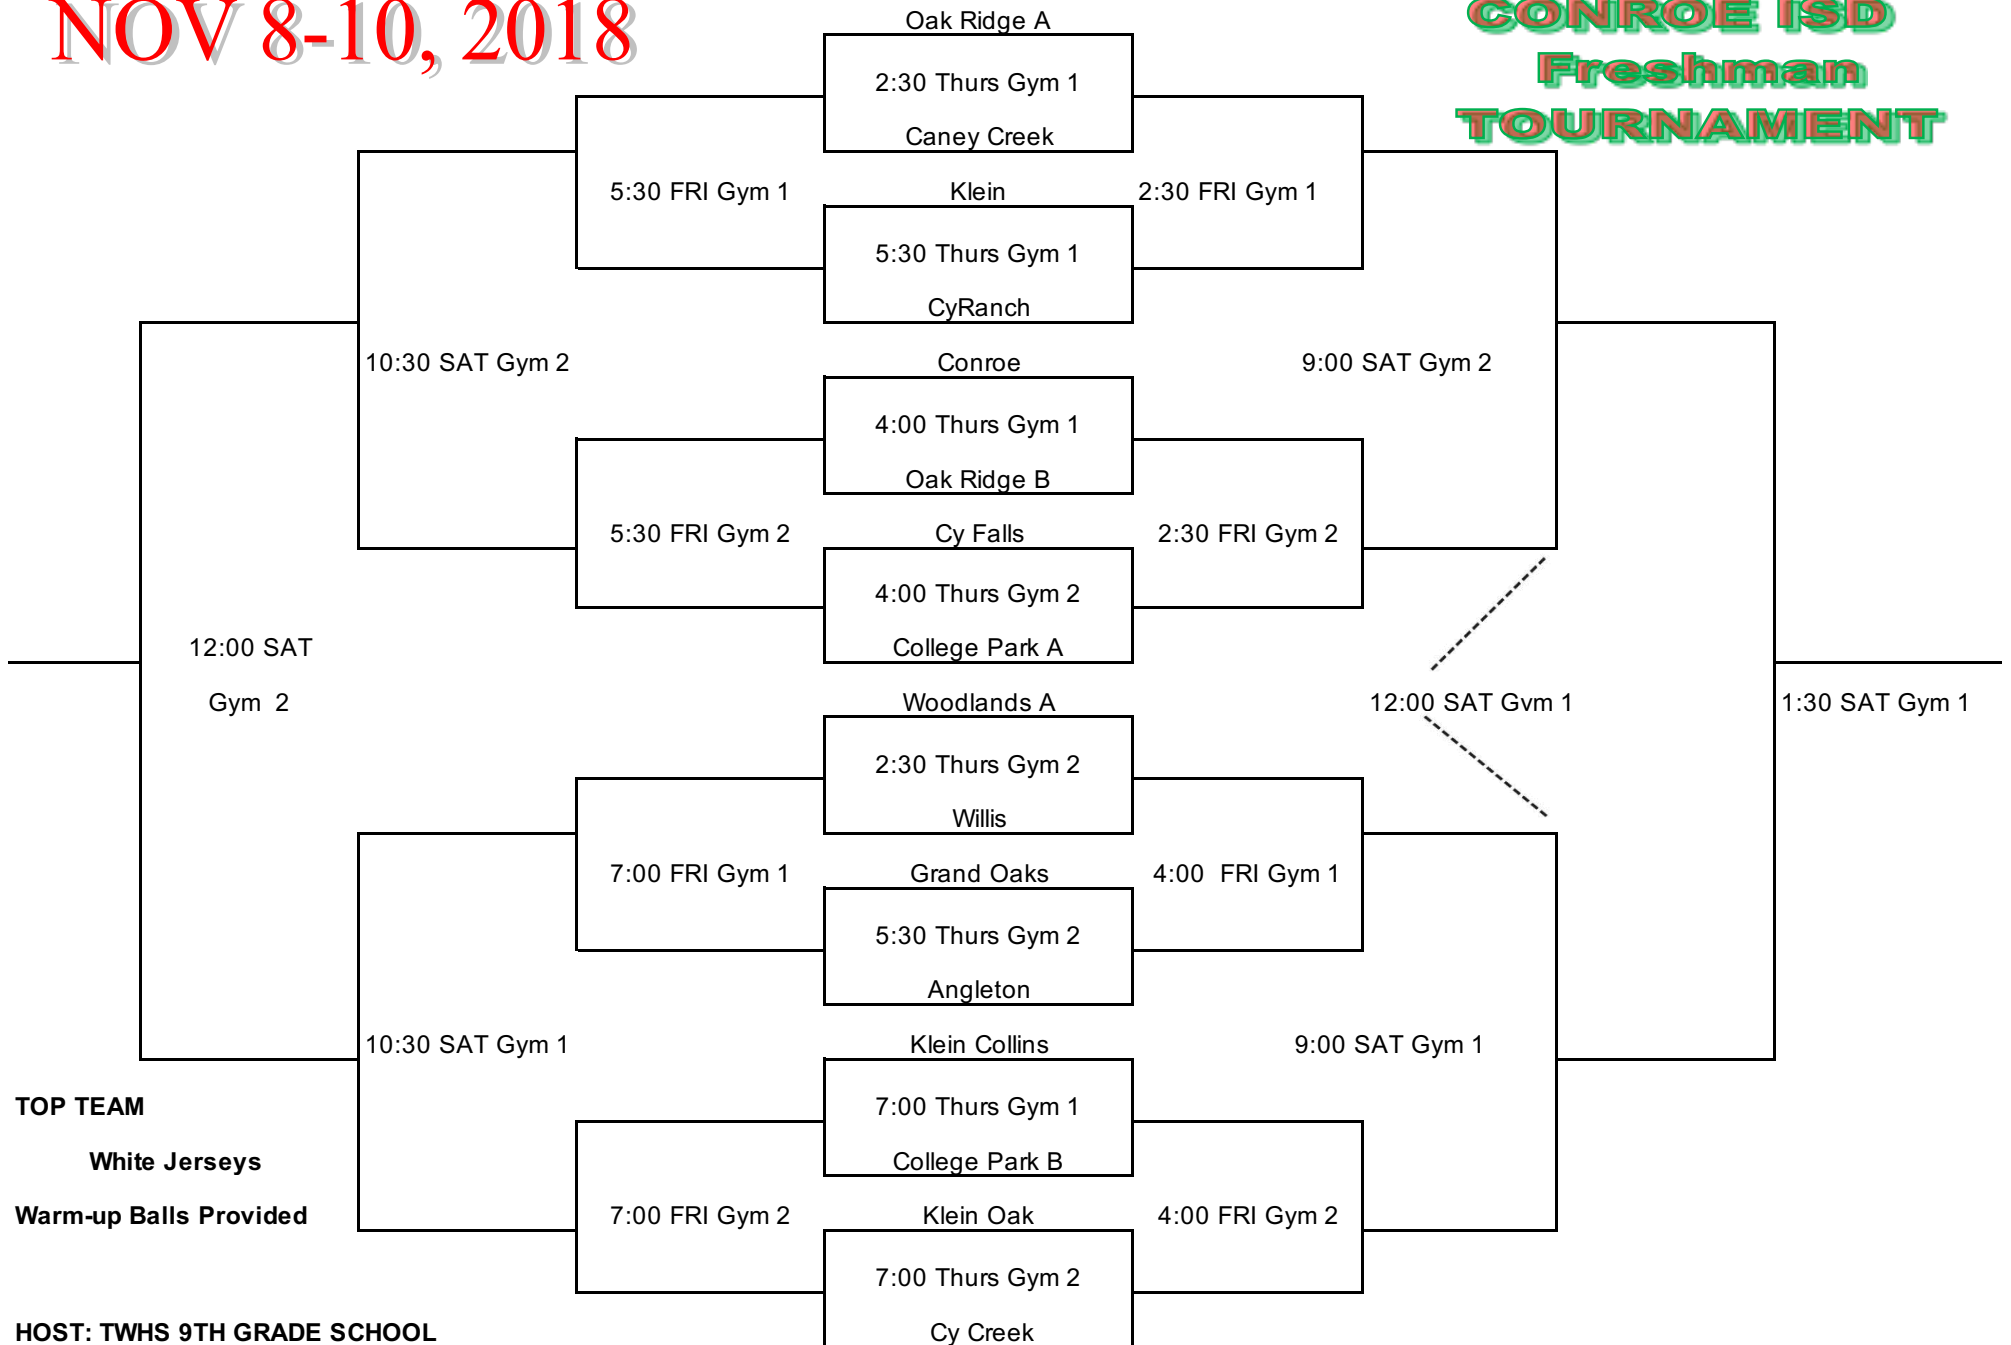 NOV 8-10, 2018
CONROE ISD
Freshman
TOURNAMENT
Oak Ridge A
2:30 Thurs Gym 1
Caney Creek
5:30 FRI Gym 1
Klein
2:30 FRI Gym 1
5:30 Thurs Gym 1
CyRanch
10:30 SAT Gym 2
Conroe
9:00 SAT Gym 2
4:00 Thurs Gym 1
Oak Ridge B
5:30 FRI Gym 2
Cy Falls
2:30 FRI Gym 2
4:00 Thurs Gym 2
College Park A
12:00 SAT
Gym 2
Woodlands A
12:00 SAT Gym 1
1:30 SAT Gym 1
2:30 Thurs Gym 2
Willis
7:00 FRI Gym 1
Grand Oaks
4:00 FRI Gym 1
5:30 Thurs Gym 2
Angleton
10:30 SAT Gym 1
Klein Collins
9:00 SAT Gym 1
TOP TEAM
7:00 Thurs Gym 1
White Jerseys
College Park B
Warm-up Balls Provided
7:00 FRI Gym 2
Klein Oak
4:00 FRI Gym 2
7:00 Thurs Gym 2
HOST: TWHS 9TH GRADE SCHOOL
Cy Creek